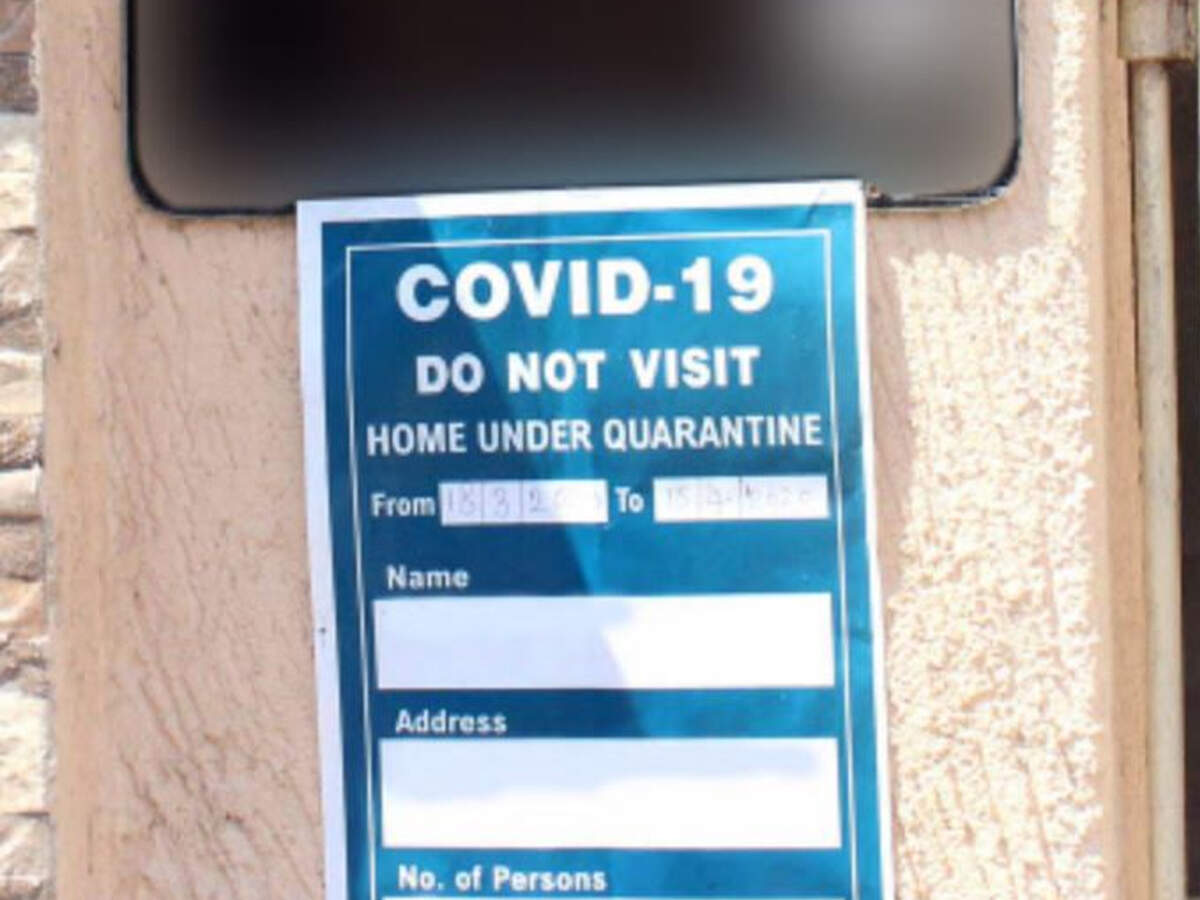 COVID-19
DO NOT VISIT
HOME UNDER QUARANTINE
From To
Name
Address
No. of Persons